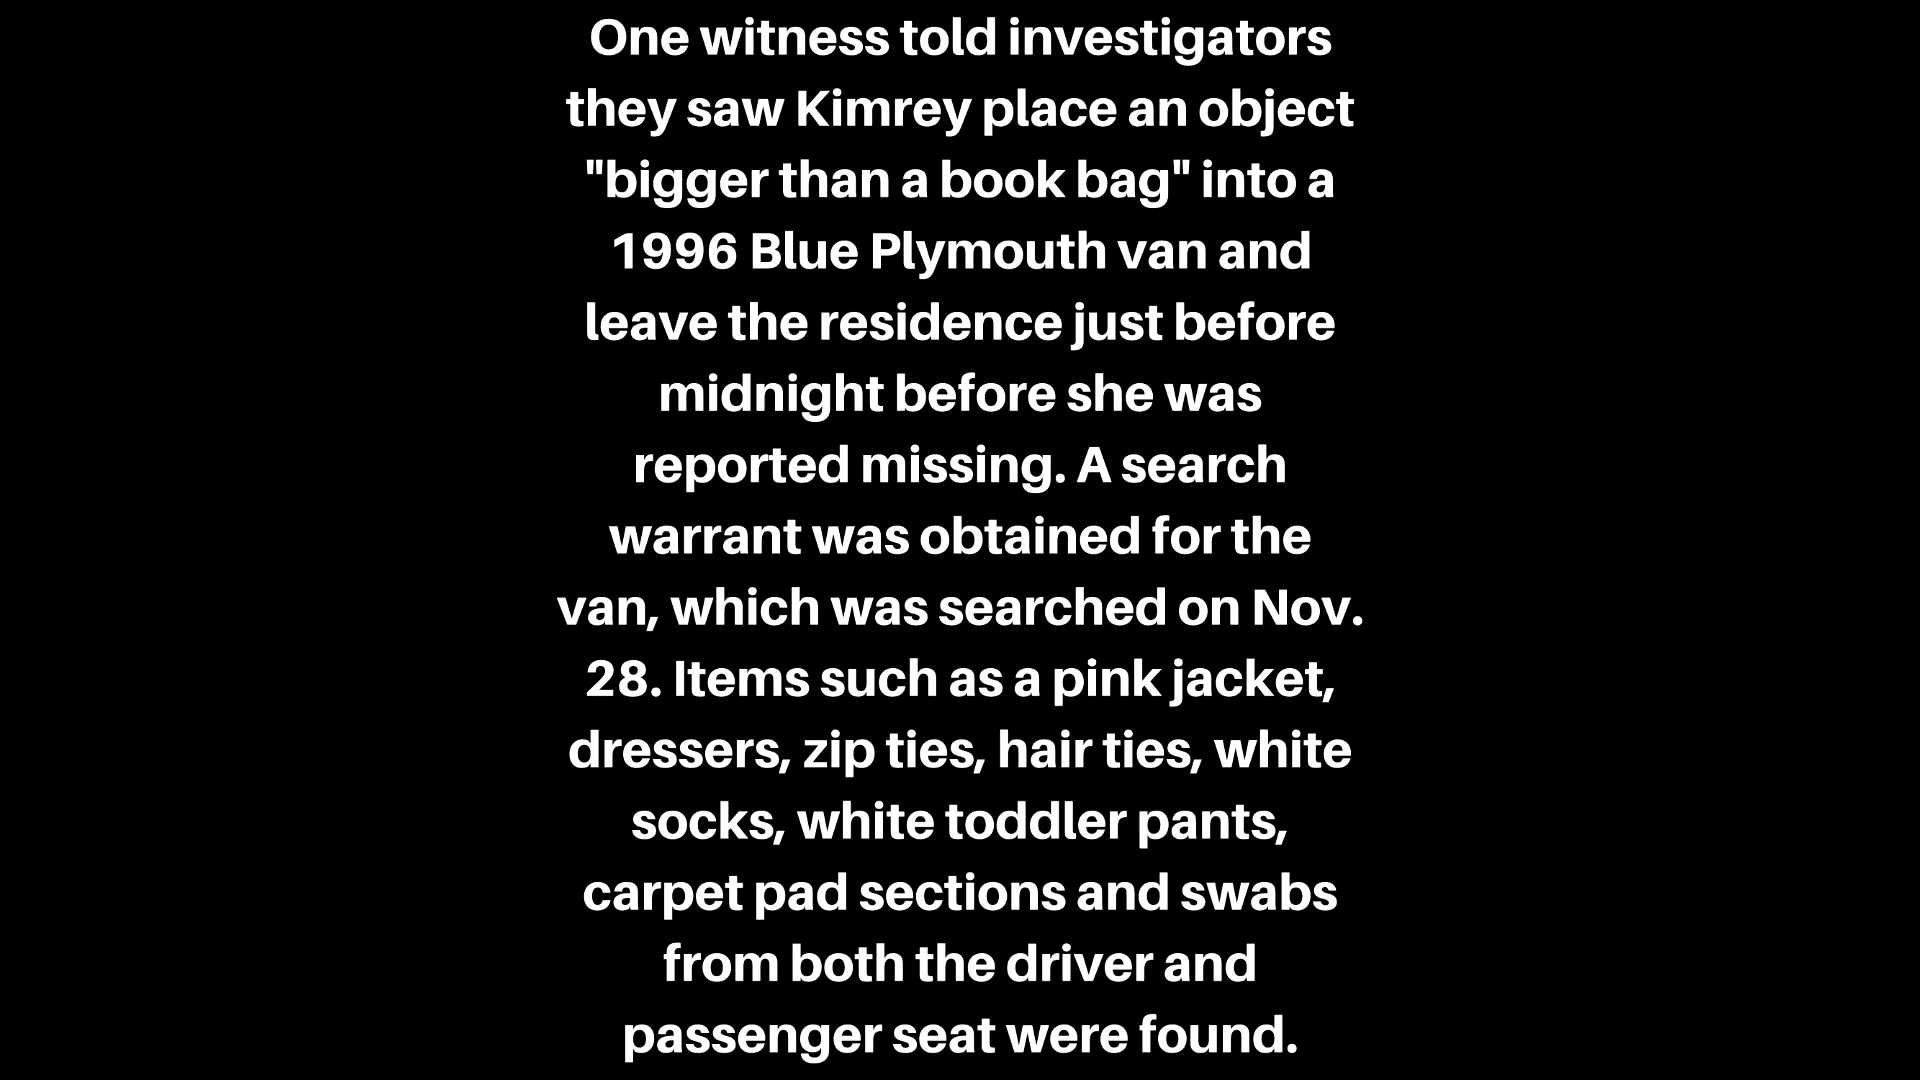 One witness told investigators
they saw Kimrey place an object
"bigger than a book bag" into a
1996 Blue Plymouth van and
leave the residence just before
midnight before she was
reported missing. A search
warrant was obtained for the
van, which was searched on Nov.
28. Items such as a pink jacket,
dressers, zip ties, hair ties, white
socks, white toddler pants,
carpet pad sections and swabs
from both the driver and
passenger seat were found.